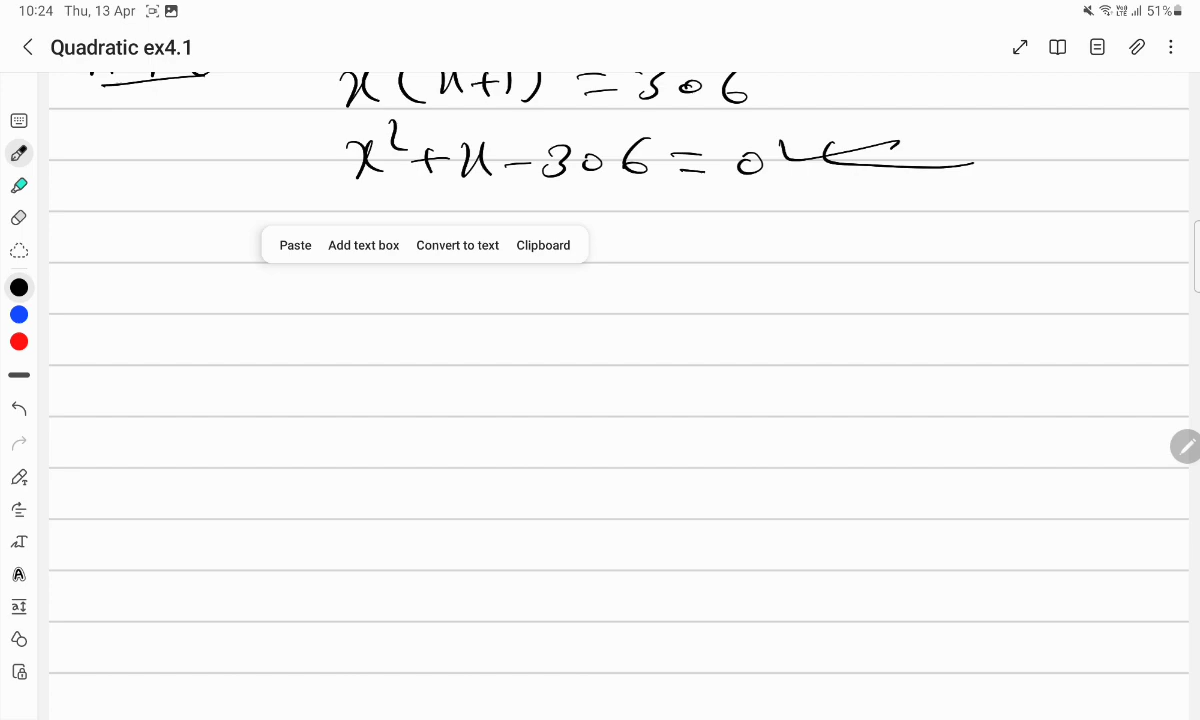 10:24 Thu, 13 Apr 51%
Quadratic ex4.1
x(x+1) = 306
x² + x - 306 = 0
Paste Add text box Convert to text Clipboard